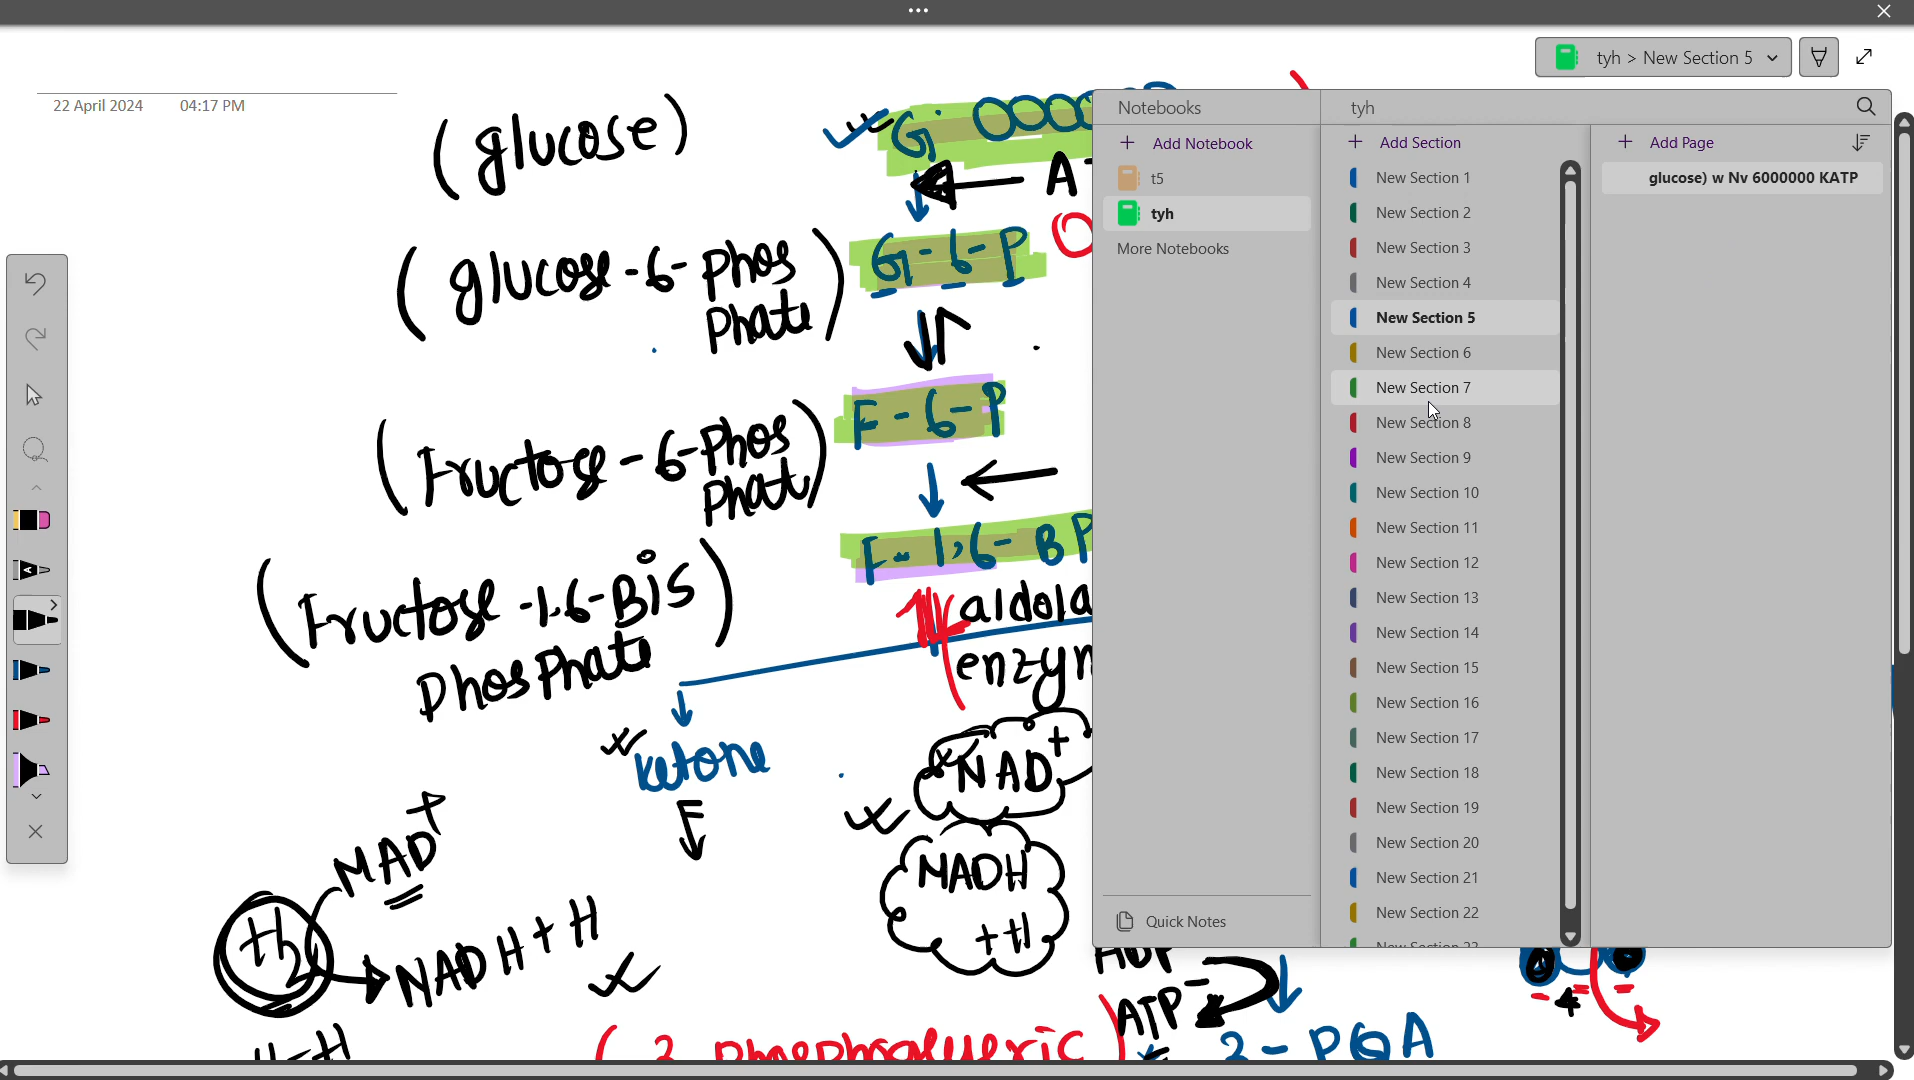 tyh > New Section 5
22 April 2024 04:17 PM
Notebooks
tyh
Add Notebook
t5
tyh
More Notebooks
Quick Notes
Add Section
New Section 1
New Section 2
New Section 3
New Section 4
New Section 5
New Section 6
New Section 7
New Section 8
New Section 9
New Section 10
New Section 11
New Section 12
New Section 13
New Section 14
New Section 15
New Section 16
New Section 17
New Section 18
New Section 19
New Section 20
New Section 21
New Section 22
New Section 23
Add Page
glucose) w Nv 6000000 KATP
(glucose)
G
(glucose-6-phos
phate)
G-6-P
(Fructose-6-phos
phate)
F-6-P
(Fructose-1,6-Bis
phosphate)
F-1,6-BP
ketone
NAD+
NADH
+H
NAD+
H2
NADH+H
ATP
3-PGA